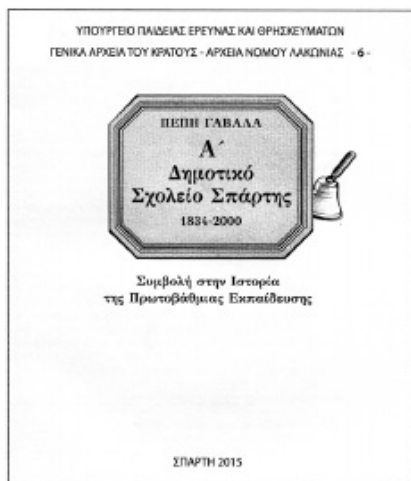 ΥΠΟΥΡΓΕΙΟ ΠΑΙΔΕΙΑΣ ΕΡΕΥΝΑΣ ΚΑΙ ΘΡΗΣΚΕΥΜΑΤΩΝ
ΓΕΝΙΚΑ ΑΡΧΕΙΑ ΤΟΥ ΚΡΑΤΟΥΣ - ΑΡΧΕΙΑ ΝΟΜΟΥ ΛΑΚΩΝΙΑΣ - 6 -
ΠΕΠΗ ΓΑΒΑΛΑ
Α΄
Δημοτικό
Σχολείο Σπάρτης
1834-2000
Συμβολή στην Ιστορία
της Πρωτοβάθμιας Εκπαίδευσης
ΣΠΑΡΤΗ 2015